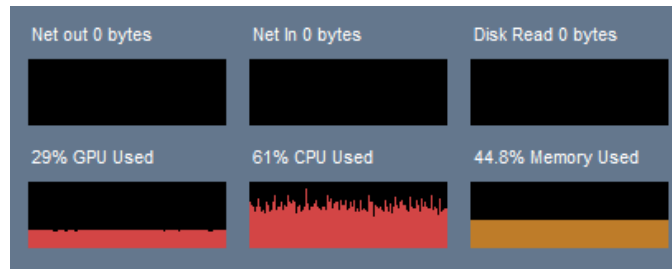 Net out 0 bytes
Net In 0 bytes
Disk Read 0 bytes
29% GPU Used
61% CPU Used
44.8% Memory Used